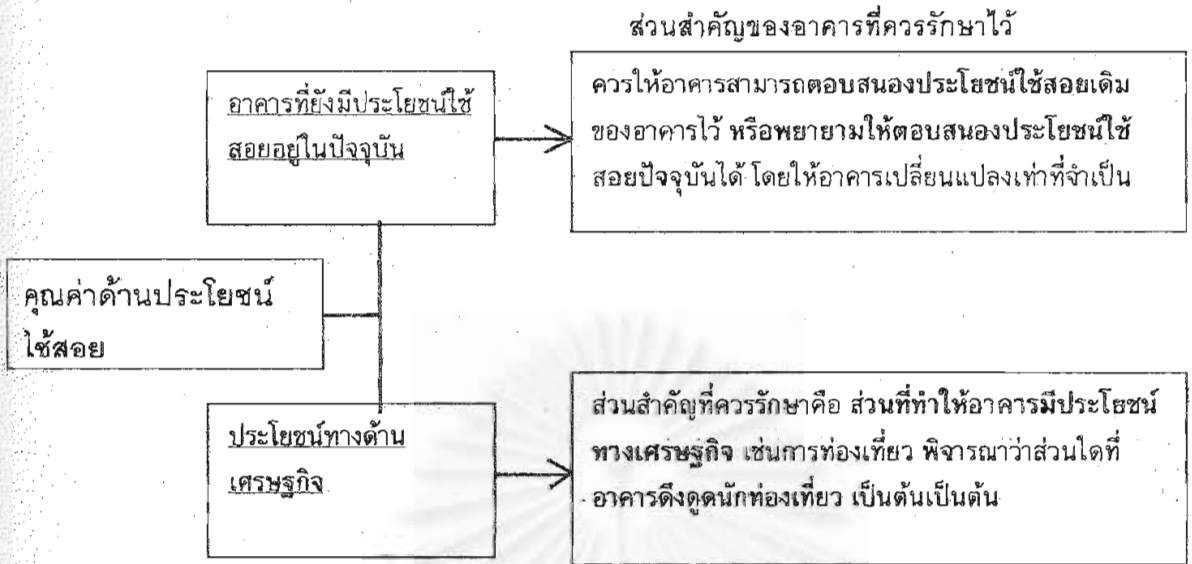 ส่วนสำคัญของอาคารที่ควรรักษาไว้
อาคารที่ยังมีประโยชน์ใช้
สอยอยู่ในปัจจุบัน
ควรให้อาคารสามารถตอบสนองประโยชน์ใช้สอยเดิม
ของอาคารไว้ หรือพยายามให้ตอบสนองประโยชน์ใช้
สอยปัจจุบันได้ โดยให้อาคารเปลี่ยนแปลงเท่าที่จำเป็น
คุณค่าด้านประโยชน์
ใช้สอย
ประโยชน์ทางด้าน
เศรษฐกิจ
ส่วนสำคัญที่ควรรักษาคือ ส่วนที่ทำให้อาคารมีประโยชน์
ทางเศรษฐกิจ เช่นการท่องเที่ยว พิจารณาว่าส่วนใดที่
อาคารดึงดูดนักท่องเที่ยว เป็นต้นเป็นต้น